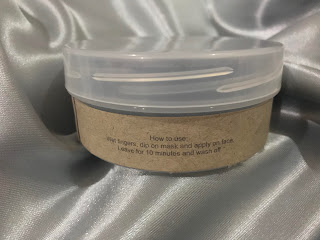 How to use:
wet fingers, dip on mask and apply on face.
Leave for 10 minutes and wash off